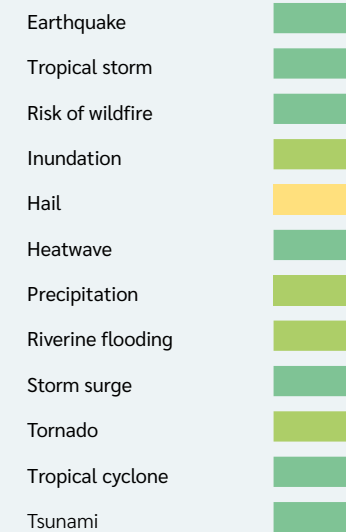 Earthquake
Tropical storm
Risk of wildfire
Inundation
Hail
Heatwave
Precipitation
Riverine flooding
Storm surge
Tornado
Tropical cyclone
Tsunami